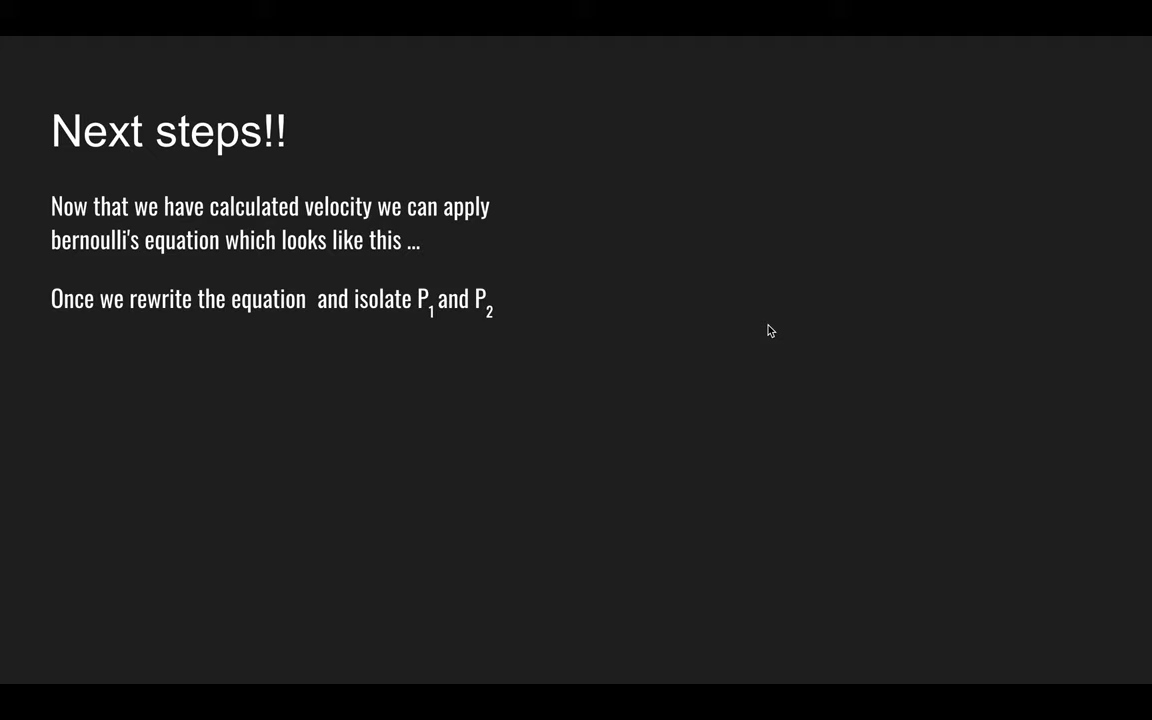 Next steps!!
Now that we have calculated velocity we can apply
bernoulli's equation which looks like this ...
Once we rewrite the equation  and isolate P₁ and P₂